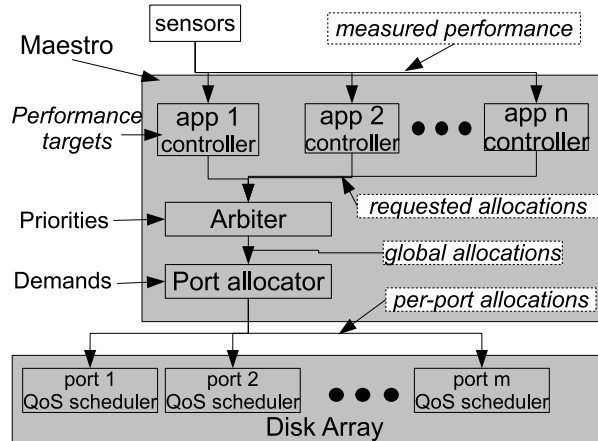 sensors
measured performance
Maestro
Performance
targets
app 1
controller
app 2
controller
app n
controller
requested allocations
Priorities
Arbiter
global allocations
Demands
Port allocator
per-port allocations
port 1
QoS scheduler
port 2
QoS scheduler
port m
QoS scheduler
Disk Array